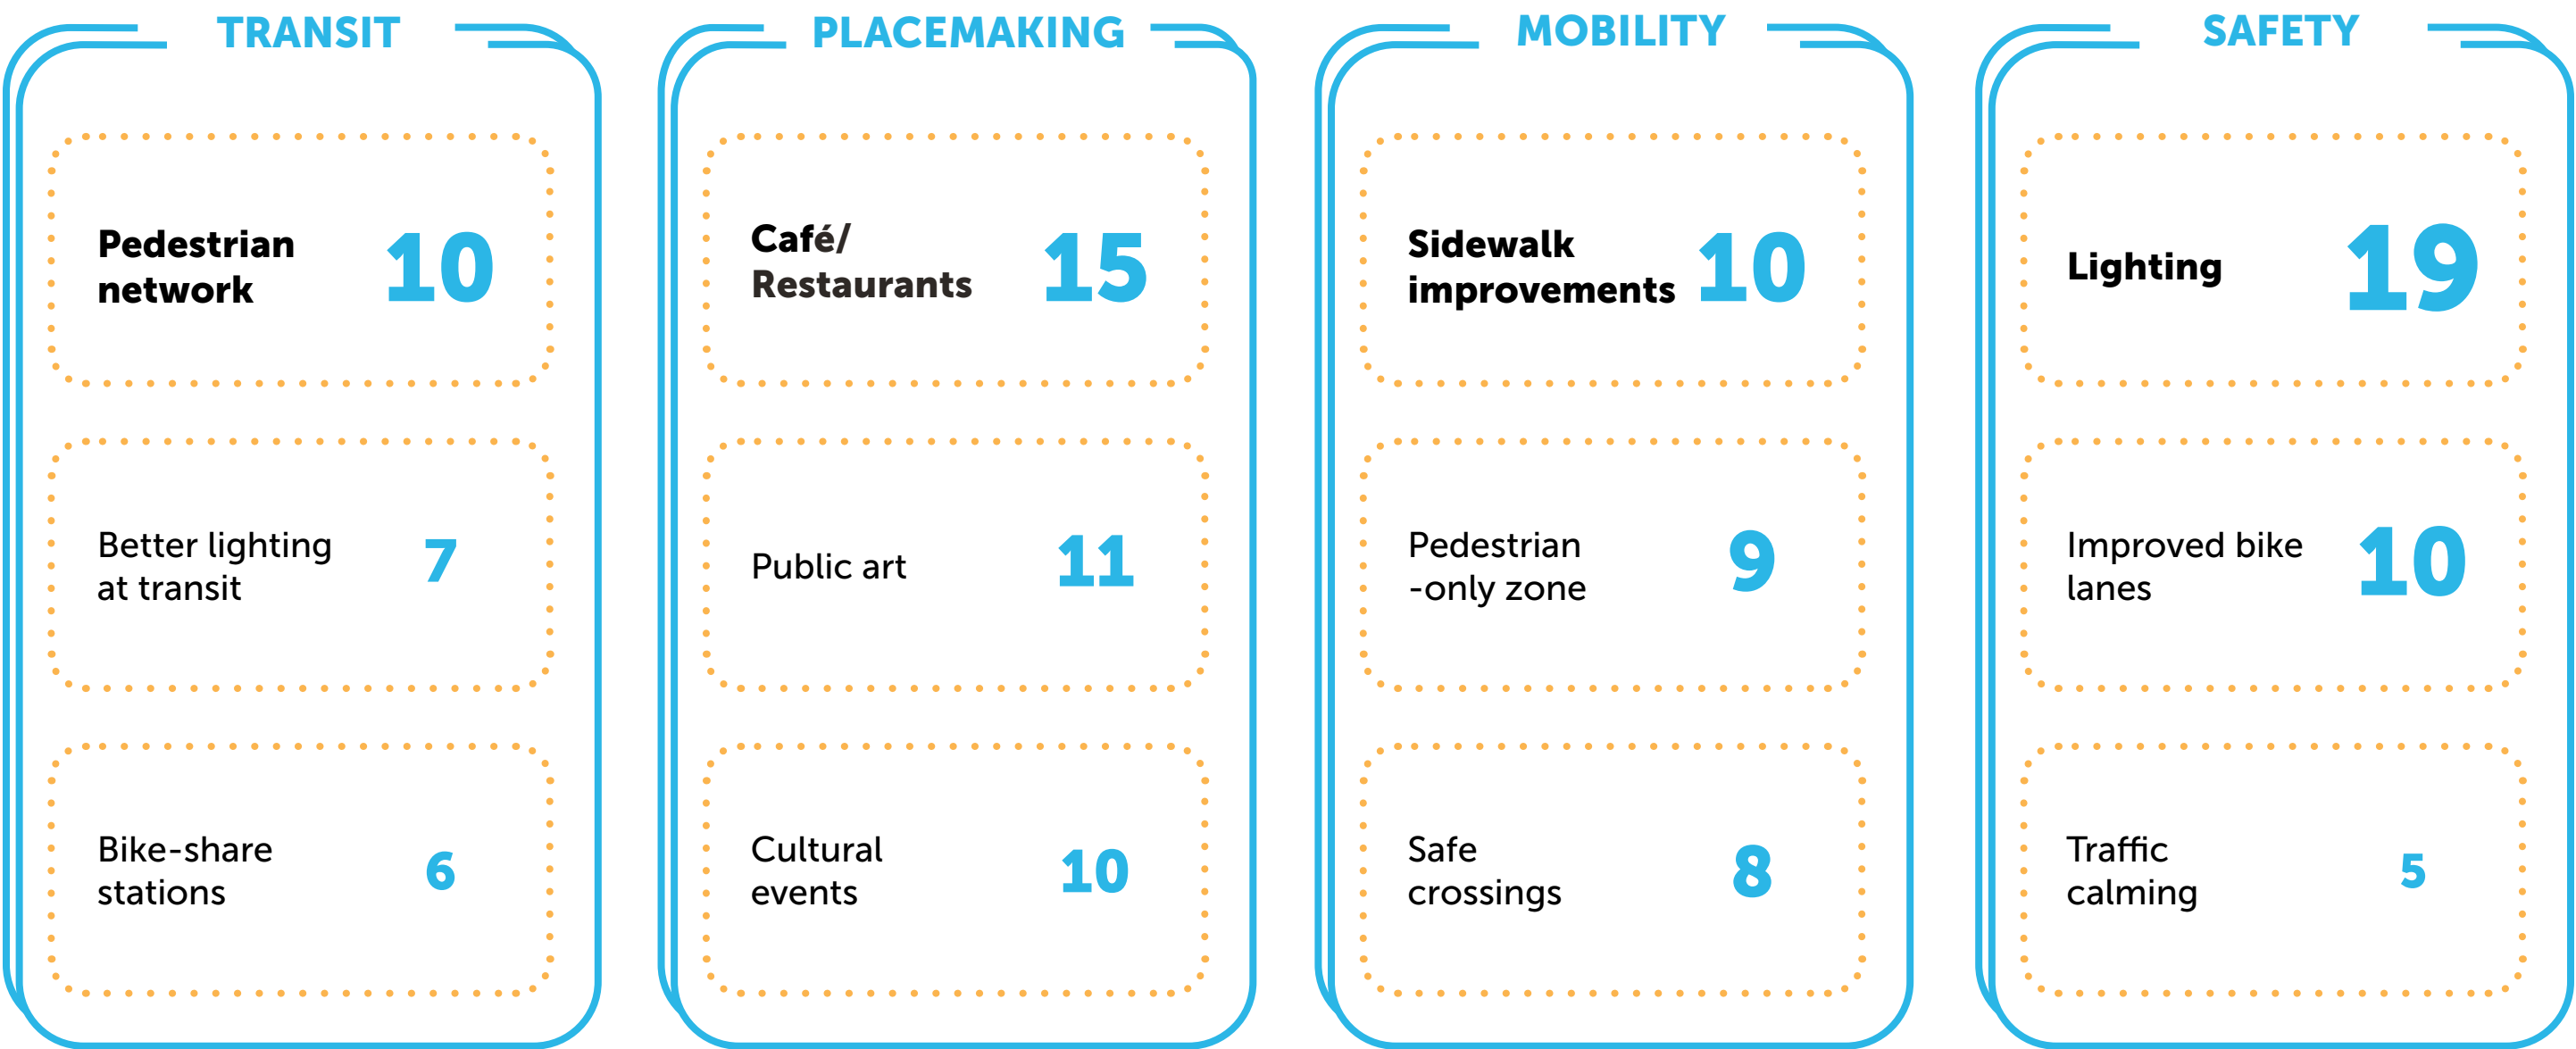 TRANSIT
Pedestrian
network
10
Better lighting
at transit
7
Bike-share
stations
6
PLACEMAKING
Café/
Restaurants
15
Public art
11
Cultural
events
10
MOBILITY
Sidewalk
improvements
10
Pedestrian
-only zone
9
Safe
crossings
8
SAFETY
Lighting
19
Improved bike
lanes
10
Traffic
calming
5